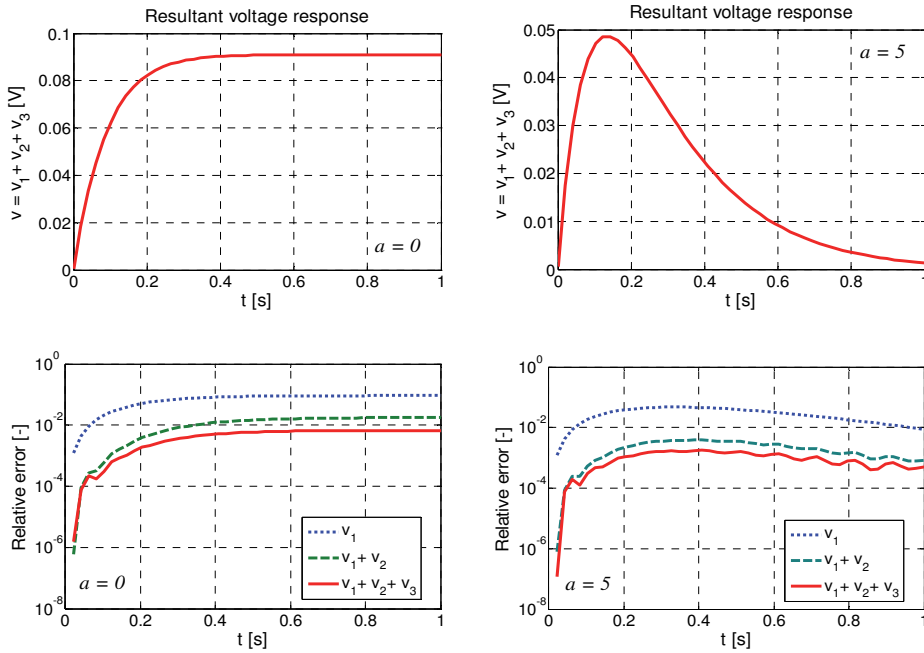 Resultant voltage response
v = v1 + v2 + v3 [V]
0.1
0.08
0.06
0.04
0.02
0
a = 0
0 0.2 0.4 0.6 0.8 1
t [s]
Resultant voltage response
v = v1 + v2 + v3 [V]
0.05
0.04
0.03
0.02
0.01
0
a = 5
0 0.2 0.4 0.6 0.8 1
t [s]
Relative error [-]
10^0
10^-2
10^-4
10^-6
10^-8
v1
v1 + v2
v1 + v2 + v3
a = 0
0 0.2 0.4 0.6 0.8 1
t [s]
Relative error [-]
10^0
10^-2
10^-4
10^-6
10^-8
v1
v1 + v2
v1 + v2 + v3
a = 5
0 0.2 0.4 0.6 0.8 1
t [s]